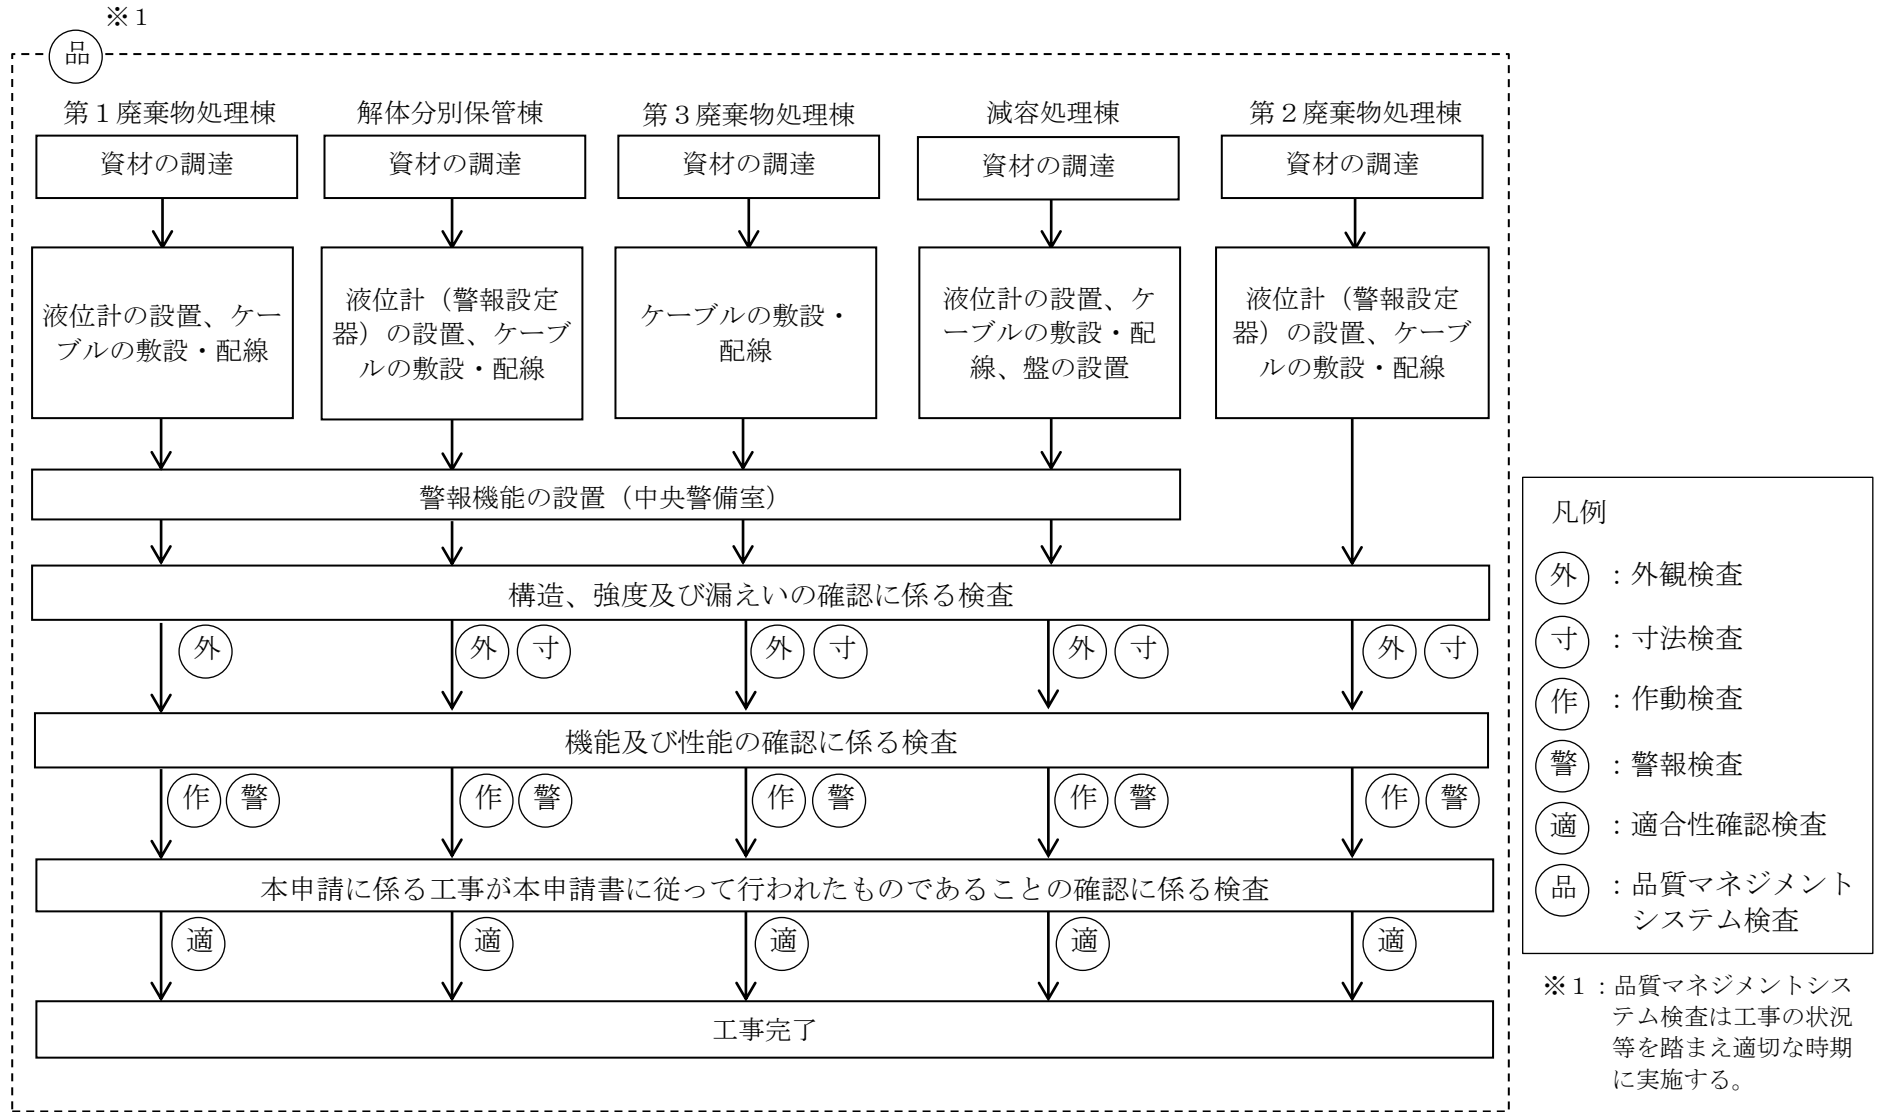 ※１
品
第１廃棄物処理棟
解体分別保管棟
第３廃棄物処理棟
減容処理棟
第２廃棄物処理棟
資材の調達
資材の調達
資材の調達
資材の調達
資材の調達
液位計の設置、ケー
ブルの敷設・配線
液位計（警報設定
器）の設置、ケーブ
ルの敷設・配線
ケーブルの敷設・
配線
液位計の設置、ケ
ーブルの敷設・配
線、盤の設置
液位計（警報設定
器）の設置、ケーブ
ルの敷設・配線
警報機能の設置（中央警備室）
構造、強度及び漏えいの確認に係る検査
外
外 寸
外 寸
外 寸
外 寸
機能及び性能の確認に係る検査
作 警
作 警
作 警
作 警
作 警
本申請に係る工事が本申請書に従って行われたものであることの確認に係る検査
適
適
適
適
適
工事完了
凡例
外 ：外観検査
寸 ：寸法検査
作 ：作動検査
警 ：警報検査
適 ：適合性確認検査
品 ：品質マネジメント
システム検査
※１：品質マネジメントシス
テム検査は工事の状況
等を踏まえ適切な時期
に実施する。